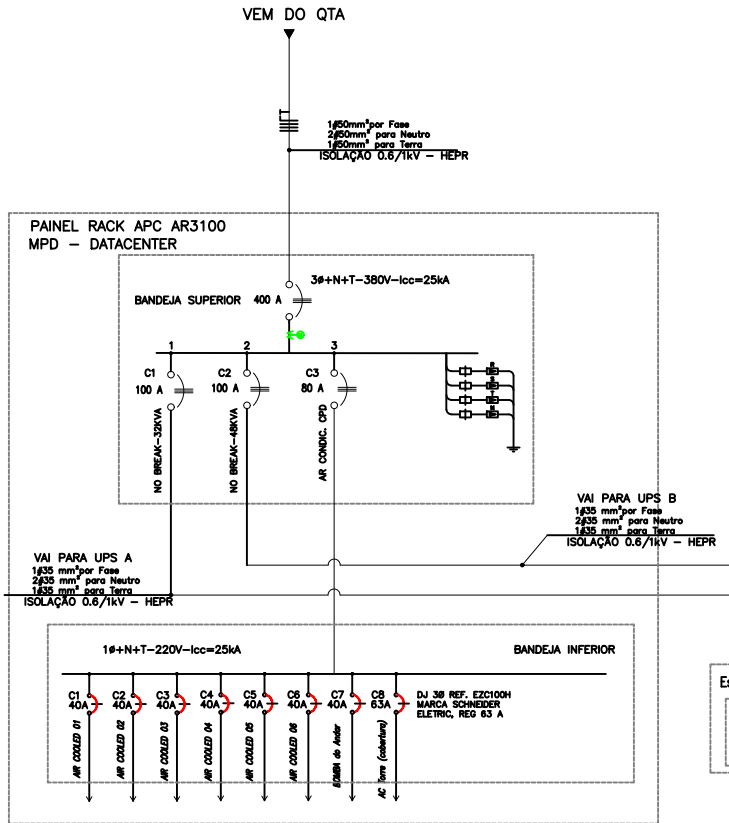 VEM DO QTA
1#50mm² por Fase
2#50mm² para Neutro
1#50mm² para Terra
ISOLAÇÃO 0.6/1kV – HEPR
PAINEL RACK APC AR3100
MPD – DATACENTER
3ø+N+T-380V-Icc=25kA
BANDEJA SUPERIOR
400 A
1
2
3
C1
100 A
C2
100 A
C3
80 A
NO BREAK-32KVA
NO BREAK-48KVA
AR CONDIC. CPD
VAI PARA UPS B
1#35 mm² por Fase
2#35 mm² para Neutro
1#35 mm² para Terra
ISOLAÇÃO 0.6/1kV – HEPR
VAI PARA UPS A
1#35 mm² por Fase
2#35 mm² para Neutro
1#35 mm² para Terra
ISOLAÇÃO 0.6/1kV – HEPR
1ø+N+T-220V-Icc=25kA
BANDEJA INFERIOR
C1
40A
C2
40A
C3
40A
C4
40A
C5
40A
C6
40A
C7
40A
C8
63A
DJ 3Ø REF. EZC100H
MARCA SCHNEIDER
ELETRIC, REG 63 A
AIR COOLED 01
AIR COOLED 02
AIR COOLED 03
AIR COOLED 04
AIR COOLED 05
AIR COOLED 06
BOMBA do Andar
AC Torre (cobertura)